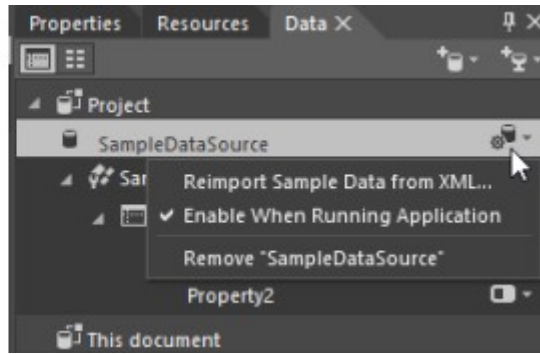 Properties Resources Data
Project
SampleDataSource
Sar
Reimport Sample Data from XML...
Enable When Running Application
Remove "SampleDataSource"
Property2
This document